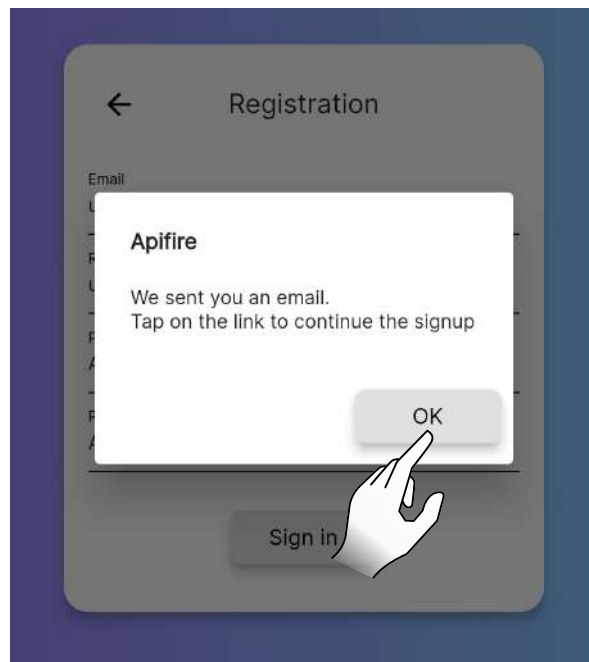 Registration
Email
Apifire
We sent you an email.
Tap on the link to continue the signup
OK
Sign in